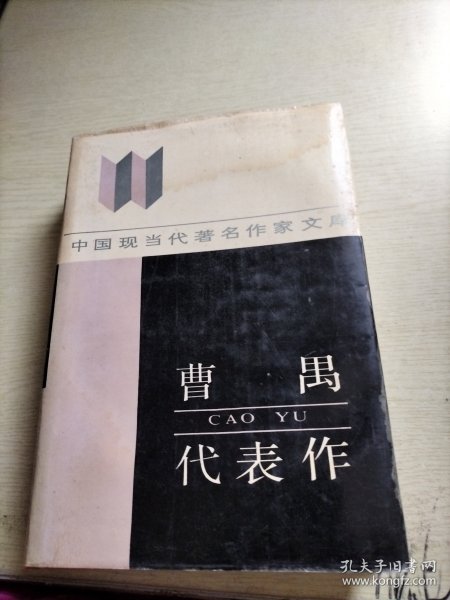 中国现当代著名作家文库
曹禺
CAO YU
代表作
孔夫子旧书网
www.kongfz.com